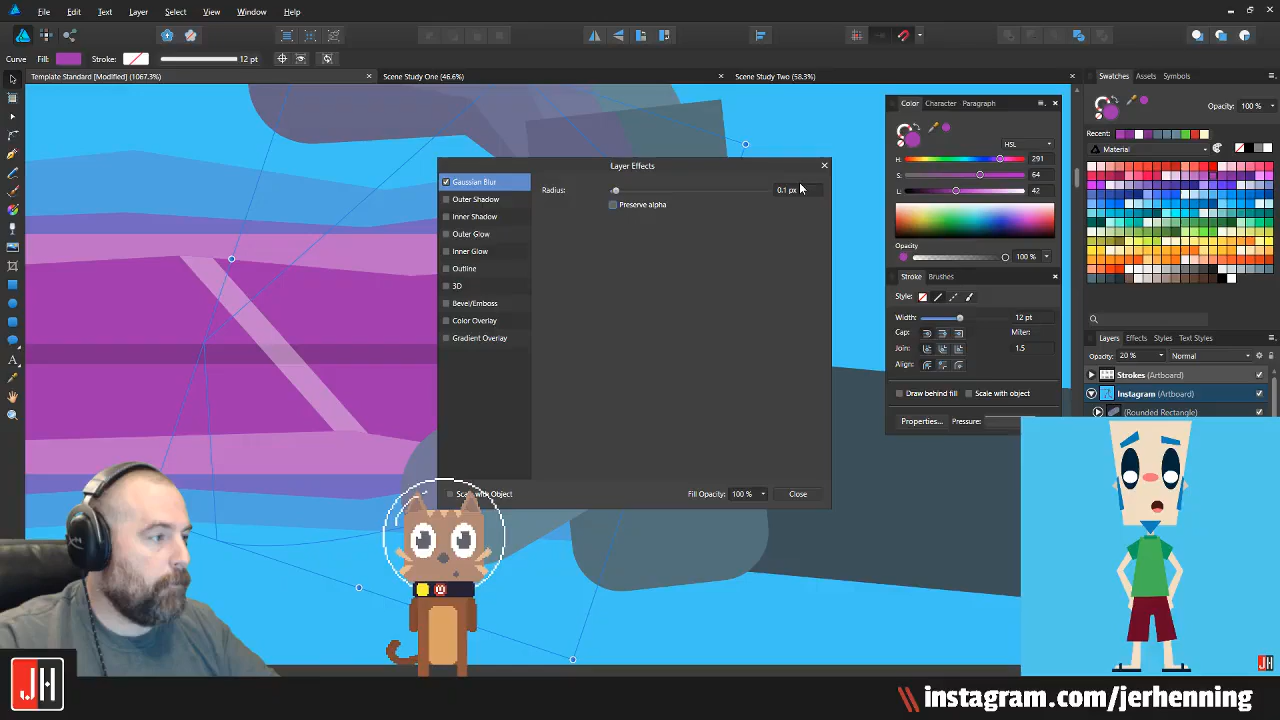 File Edit Text Layer Select View Window Help
Curve Fill: Stroke: 12 pt
Template Standard [Modified] (1067.3%) × Scene Study One (46.6%) × Scene Study Two (58.3%) ×
Layer Effects
Gaussian Blur
Outer Shadow
Inner Shadow
Outer Glow
Inner Glow
Outline
3D
Bevel/Emboss
Color Overlay
Gradient Overlay
Radius: 0.1 px
Preserve alpha
Scale with Object
Fill Opacity: 100 % Close
Color Character Paragraph
HSL
H: 291
S: 64
L: 42
Opacity
100 %
Stroke Brushes
Style:
Width: 12 pt
Cap: Miter:
Join: 1.5
Align:
Draw behind fill Scale with object
Properties... Pressure:
Swatches Assets Symbols
Opacity: 100 %
Recent:
Material
Layers Effects Styles Text Styles
Opacity: 20 % Normal
Strokes (Artboard)
Instagram (Artboard)
(Rounded Rectangle)
JH
JH
\\ instagram.com/jerhenning